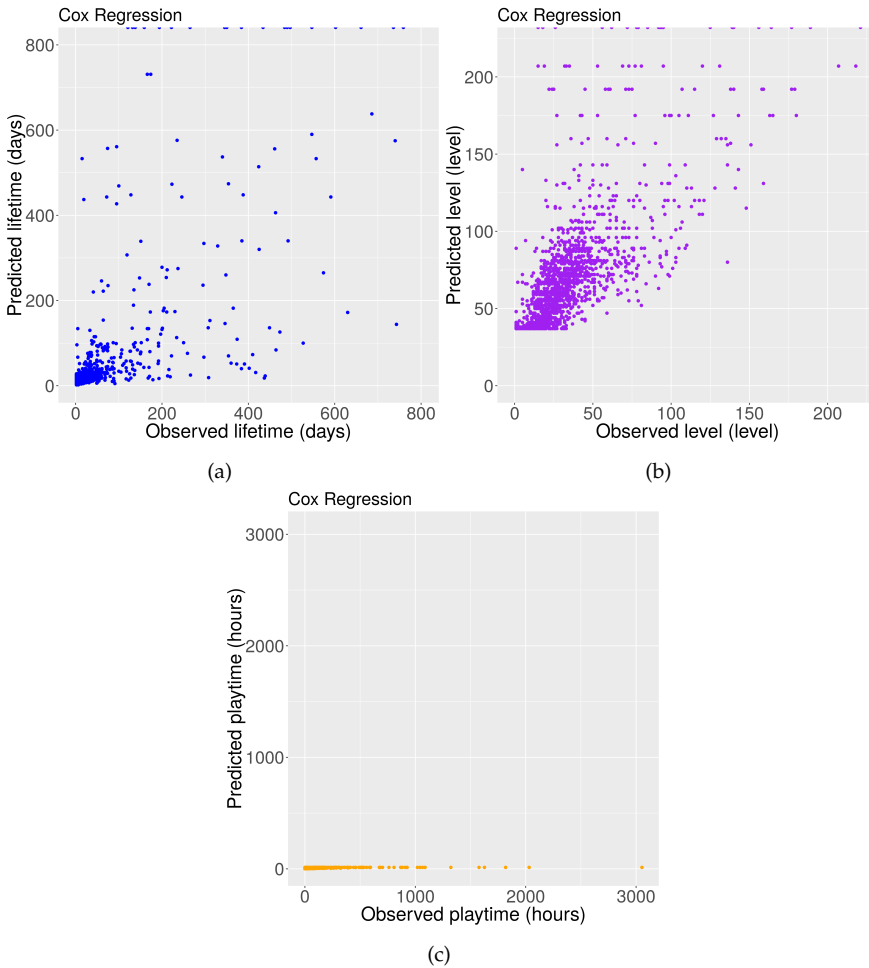 Cox Regression
800
600
400
200
0
0 200 400 600 800
Predicted lifetime (days)
Observed lifetime (days)
(a)
Cox Regression
200
150
100
50
0
0 50 100 150 200
Predicted level (level)
Observed level (level)
(b)
Cox Regression
3000
2000
1000
0
0 1000 2000 3000
Predicted playtime (hours)
Observed playtime (hours)
(c)